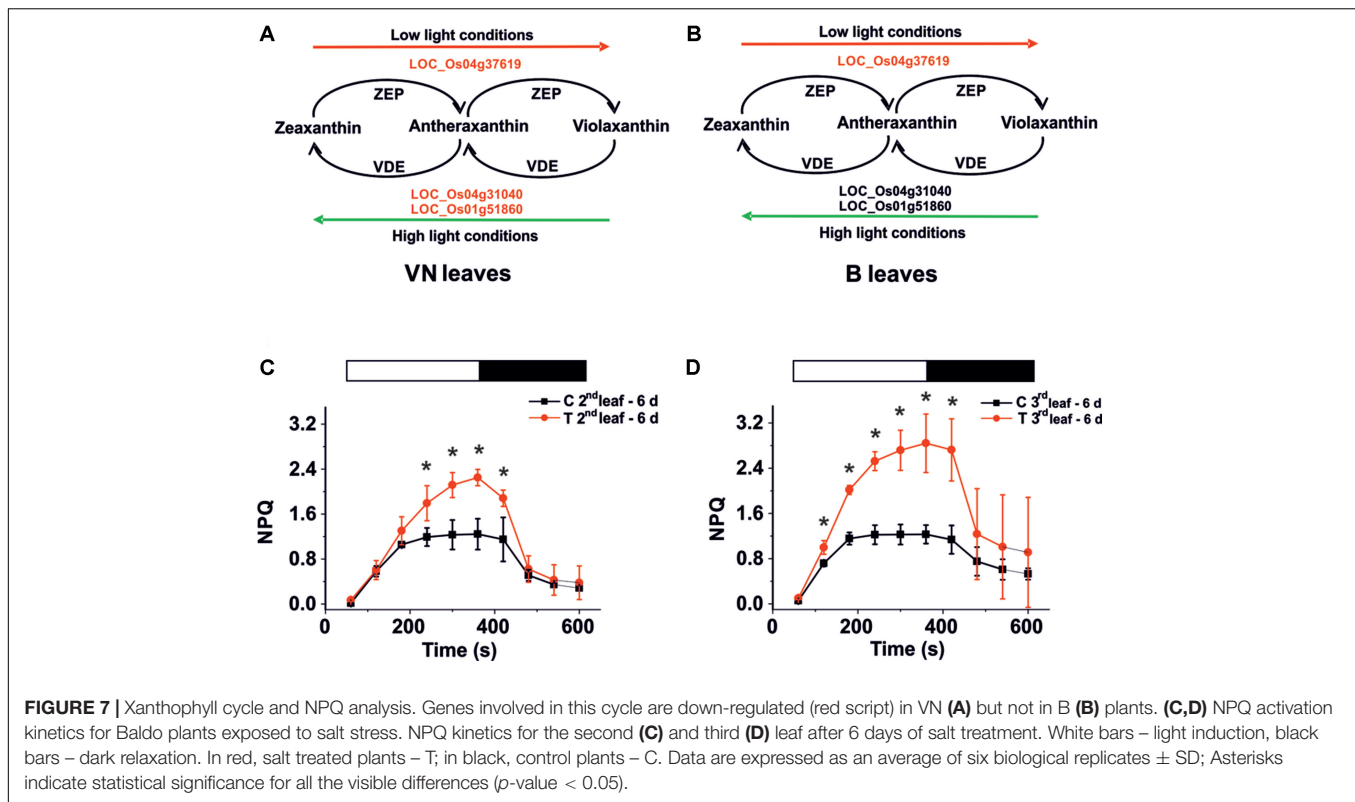 A
Low light conditions
LOC_Os04g37619
ZEP
ZEP
Zeaxanthin
Antheraxanthin
Violaxanthin
VDE
VDE
LOC_Os04g31040
LOC_Os01g51860
High light conditions
VN leaves
B
Low light conditions
LOC_Os04g37619
ZEP
ZEP
Zeaxanthin
Antheraxanthin
Violaxanthin
VDE
VDE
LOC_Os04g31040
LOC_Os01g51860
High light conditions
B leaves
C
C 2nd leaf - 6 d
T 2nd leaf - 6 d
3.2
2.4
1.6
0.8
0.0
NPQ
* * * *
0 200 400 600
Time (s)
D
C 3rd leaf - 6 d
T 3rd leaf - 6 d
3.2
2.4
1.6
0.8
0.0
NPQ
* * * * * *
0 200 400 600
Time (s)
FIGURE 7 | Xanthophyll cycle and NPQ analysis. Genes involved in this cycle are down-regulated (red script) in VN (A) but not in B (B) plants. (C,D) NPQ activation
kinetics for Baldo plants exposed to salt stress. NPQ kinetics for the second (C) and third (D) leaf after 6 days of salt treatment. White bars – light induction, black
bars – dark relaxation. In red, salt treated plants – T; in black, control plants – C. Data are expressed as an average of six biological replicates ± SD; Asterisks
indicate statistical significance for all the visible differences (p-value < 0.05).